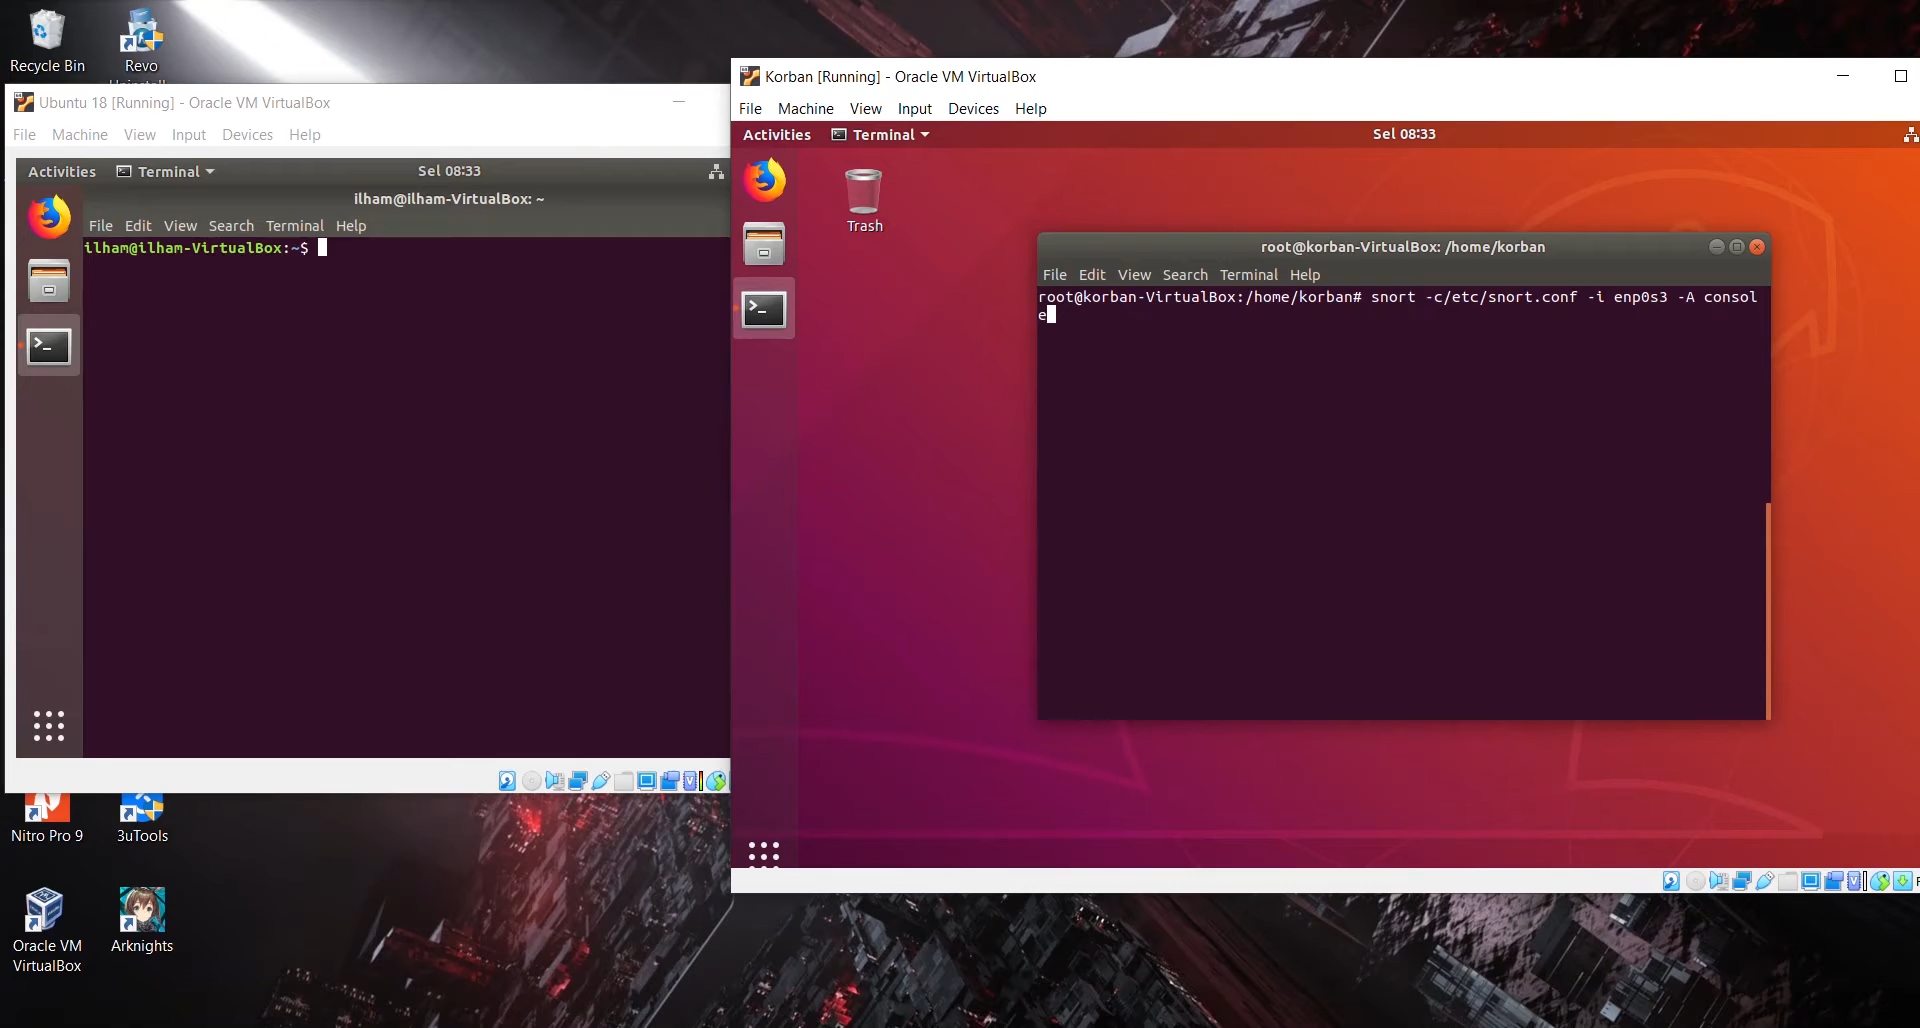 Recycle Bin
Revo
Ubuntu 18 [Running] - Oracle VM VirtualBox
File Machine View Input Devices Help
Activities Terminal Sel 08:33
ilham@ilham-VirtualBox: ~
File Edit View Search Terminal Help
ilham@ilham-VirtualBox:~$
Nitro Pro 9
3uTools
Oracle VM
VirtualBox
Arknights
Korban [Running] - Oracle VM VirtualBox
File Machine View Input Devices Help
Activities Terminal Sel 08:33
Trash
root@korban-VirtualBox: /home/korban
File Edit View Search Terminal Help
root@korban-VirtualBox:/home/korban# snort -c/etc/snort.conf -i enp0s3 -A consol
e